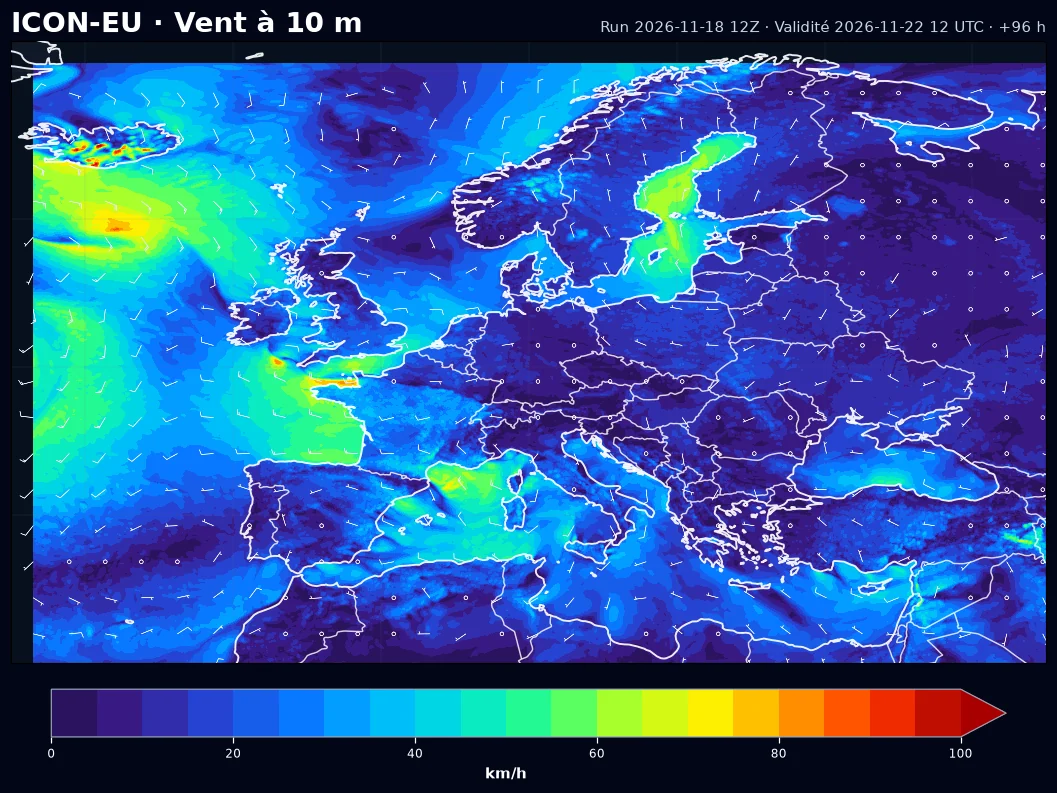 ICON-EU · Vent à 10 m
Run 2026-11-18 12Z · Validité 2026-11-22 12 UTC · +96 h
0 20 40 60 80 100
km/h